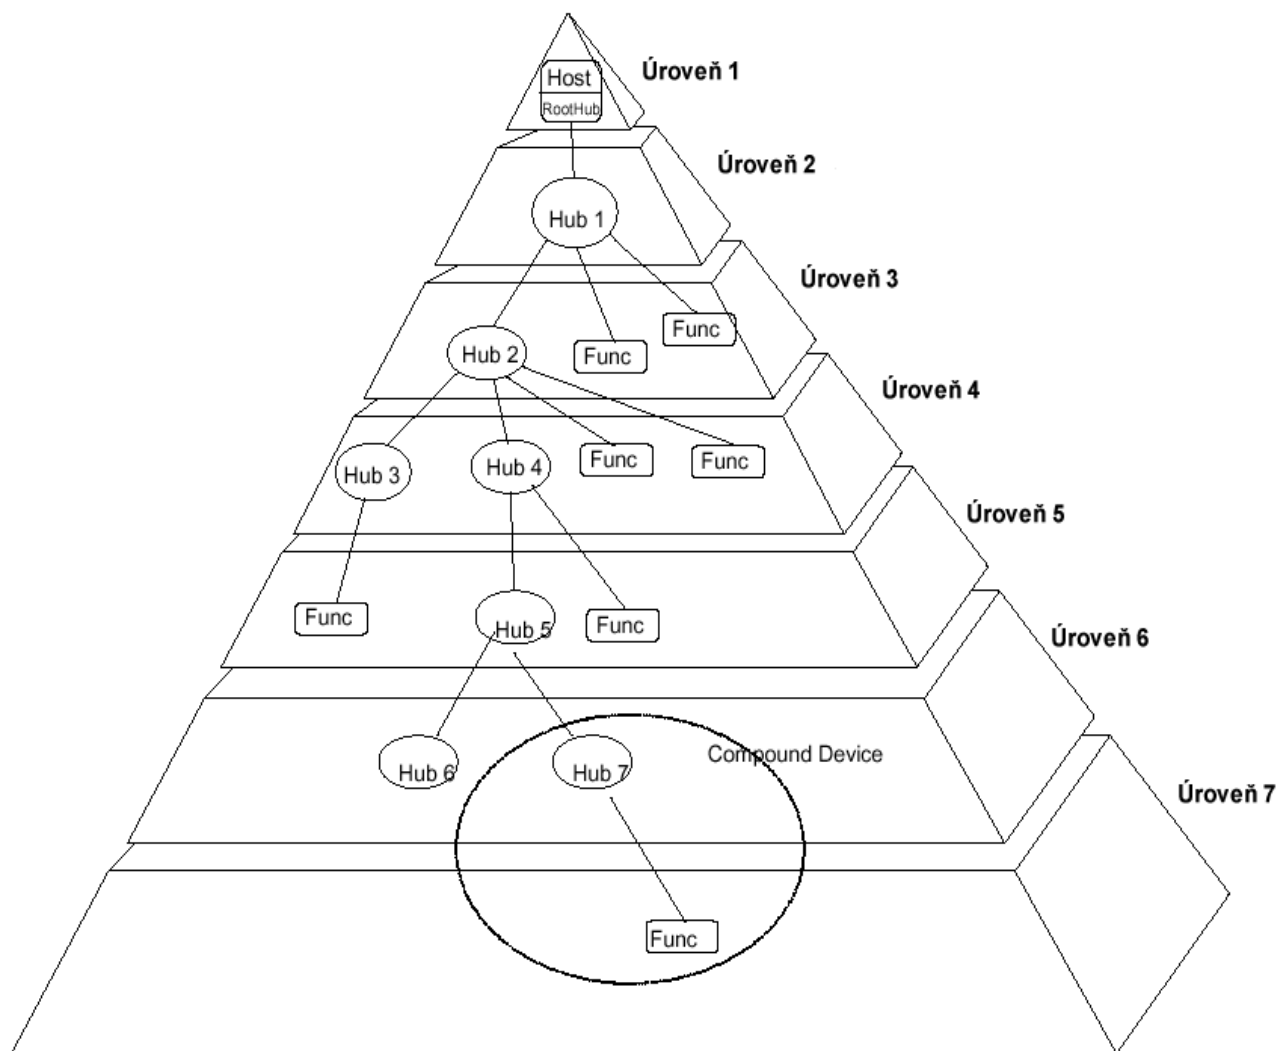 Úroveň 1
Host
RootHub
Úroveň 2
Hub 1
Úroveň 3
Func
Hub 2
Func
Úroveň 4
Hub 3
Hub 4
Func
Func
Úroveň 5
Func
Hub 5
Func
Úroveň 6
Hub 6
Hub 7
Compound Device
Úroveň 7
Func